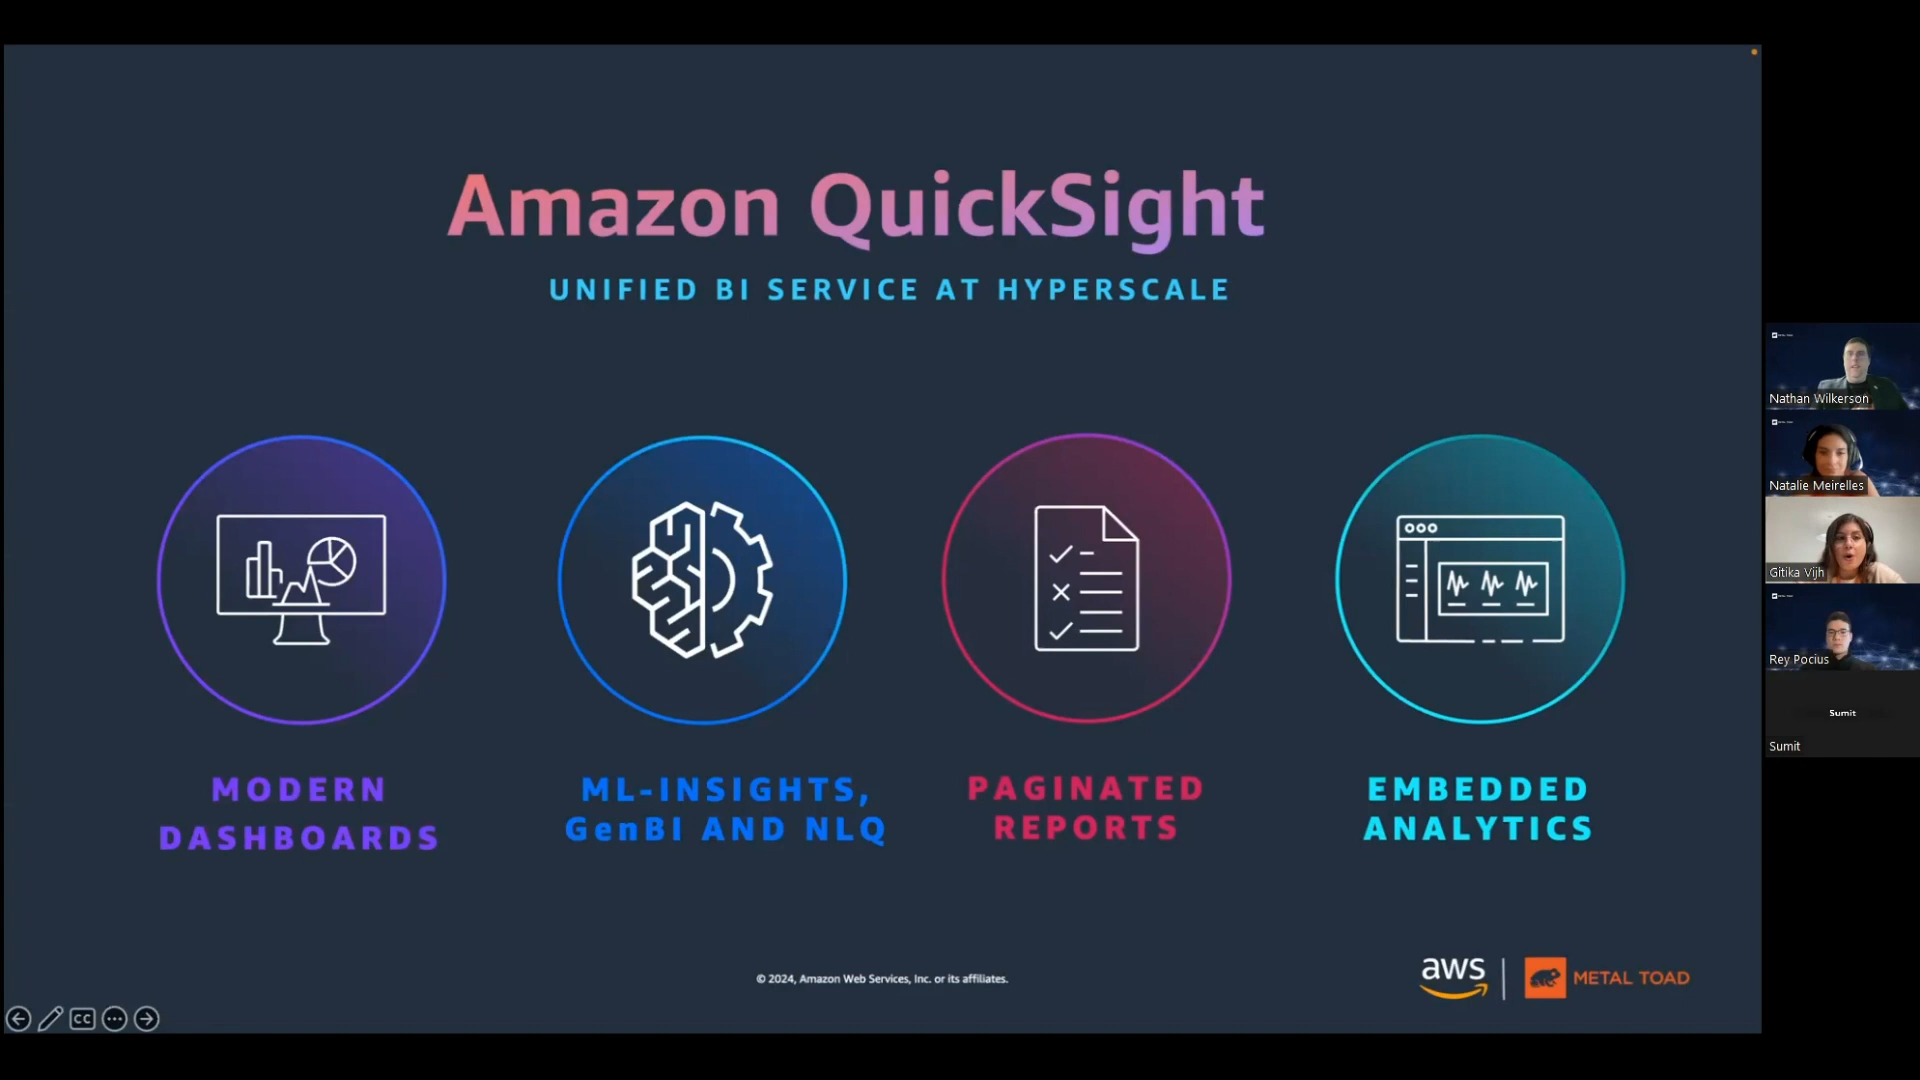 Amazon QuickSight
UNIFIED BI SERVICE AT HYPERSCALE
MODERN
DASHBOARDS
ML-INSIGHTS,
GenBI AND NLQ
PAGINATED
REPORTS
EMBEDDED
ANALYTICS
© 2024, Amazon Web Services, Inc. or its affiliates.
aws
METAL TOAD
CC
Nathan Wilkerson
Natalie Meirelles
Gitika Vijh
Rey Pocius
Sumit
Sumit